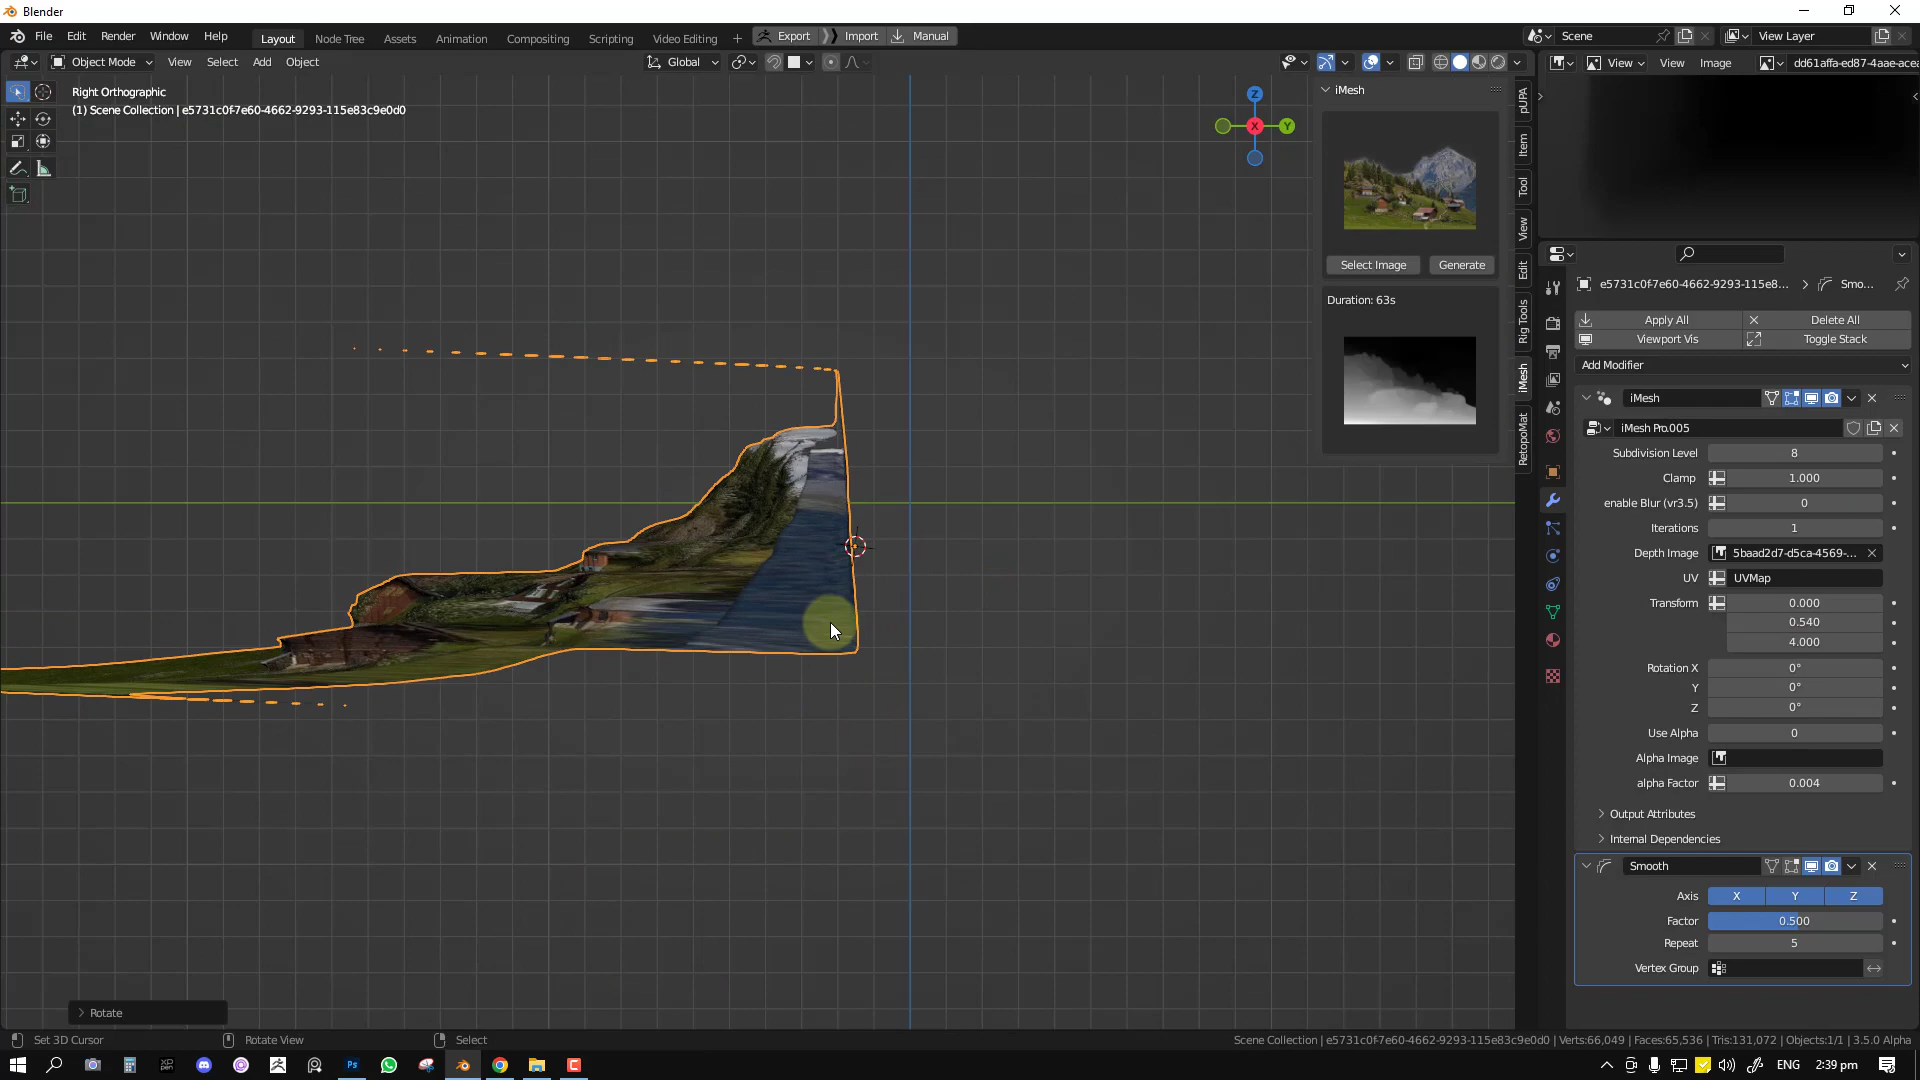 Blender
File Edit Render Window Help
Layout Node Tree Assets Animation Compositing Scripting Video Editing + Export Import Manual
Scene View Layer
Object Mode View Select Add Object
Global
View View Image
dd61affa-ed87-4aae-acea
Right Orthographic
(1) Scene Collection | e5731c0f-7e60-4662-9293-115e83c9e0d0
Z
X
Y
iMesh
Select Image Generate
Duration: 63s
pUPA
Item
Tool
View
Edit
Rig Tools
iMesh
RetopoMat
e5731c0f-7e60-4662-9293-115e8... Smo...
Apply All Delete All
Viewport Vis Toggle Stack
Add Modifier
iMesh
iMesh Pro.005
Subdivision Level 8
Clamp 1.000
enable Blur (vr3.5) 0
Iterations 1
Depth Image 5baad2d7-d5ca-4569-...
UV UVMap
Transform 0.000
0.540
4.000
Rotation X 0°
Y 0°
Z 0°
Use Alpha 0
Alpha Image
alpha Factor 0.004
Output Attributes
Internal Dependencies
Smooth
Axis X Y Z
Factor 0.500
Repeat 5
Vertex Group
Rotate
Set 3D Cursor Rotate View Select
Scene Collection | e5731c0f-7e60-4662-9293-115e83c9e0d0 | Verts:66,049 | Faces:65,536 | Tris:131,072 | Objects:1/1 | 3.5.0 Alpha
ENG 2:39 pm